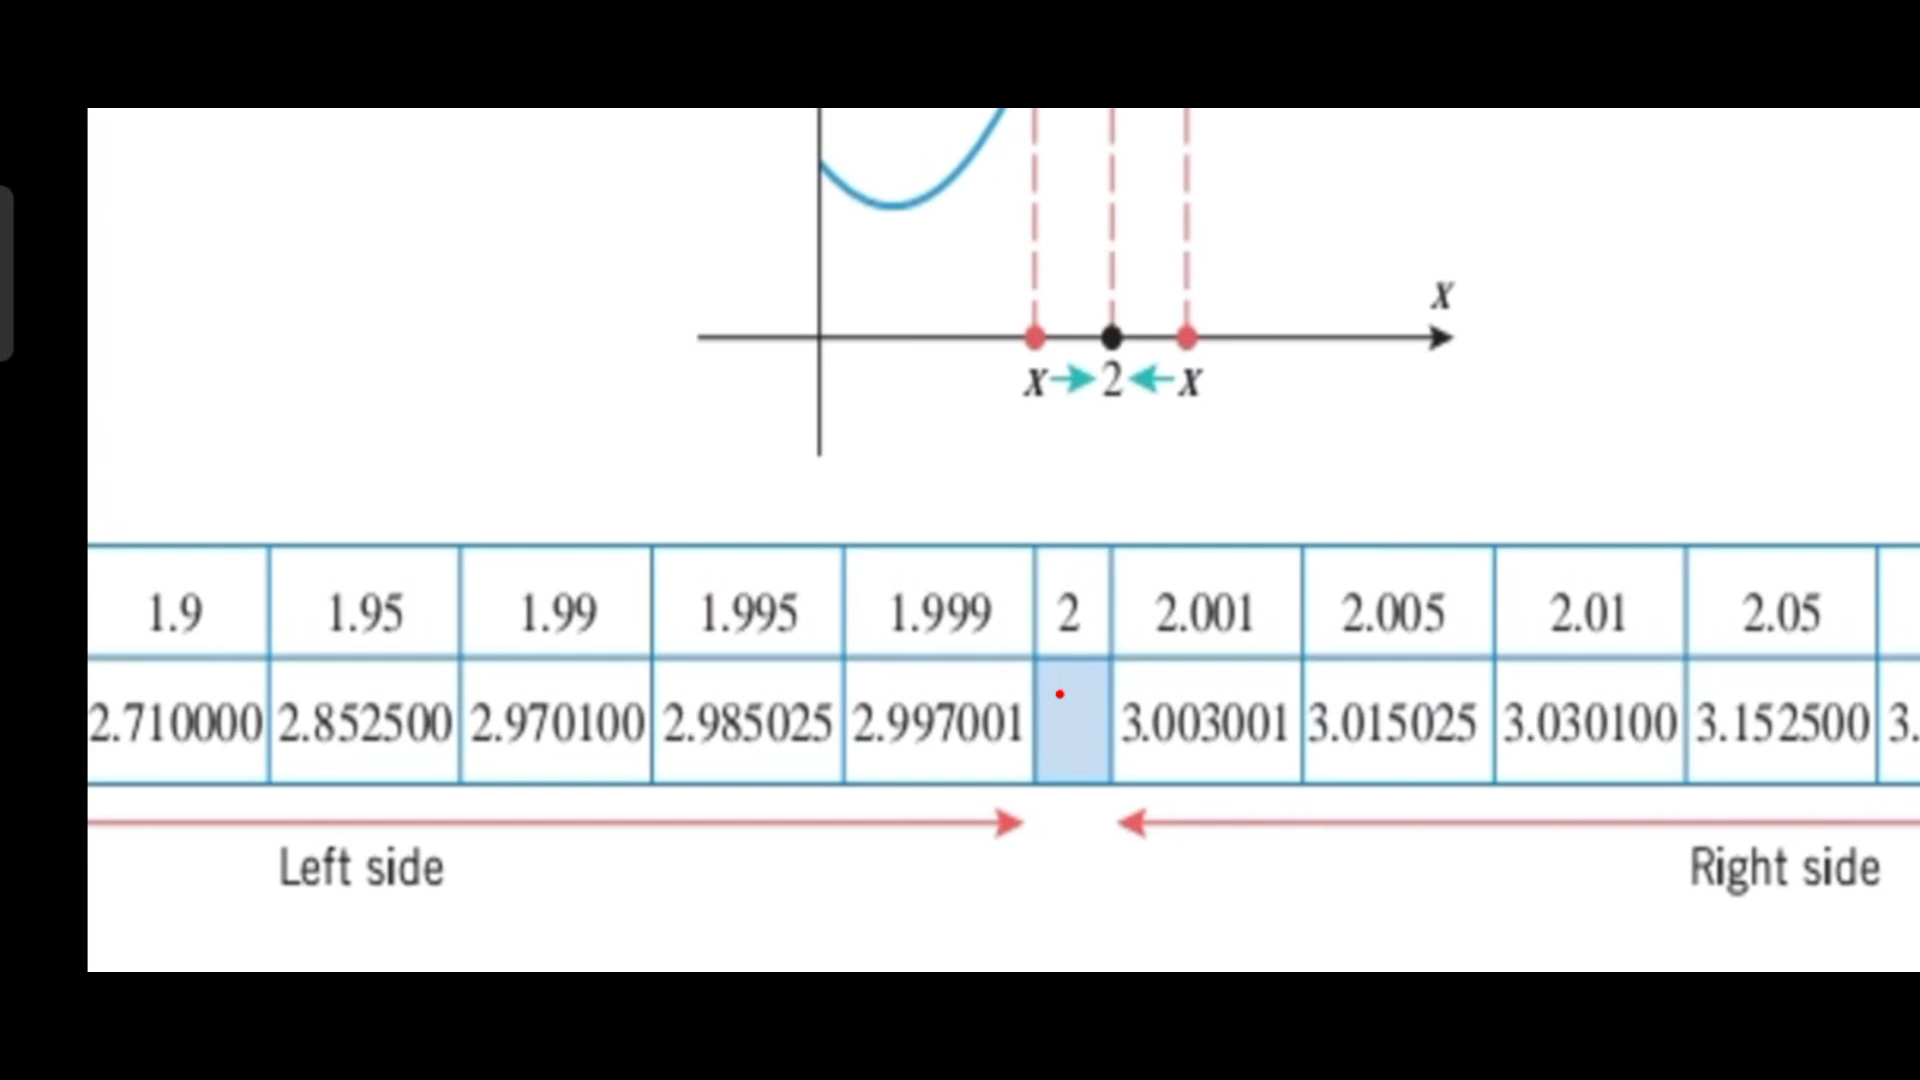 x
x→2←x
1.9 1.95 1.99 1.995 1.999 2 2.001 2.005 2.01 2.05
2.710000 2.852500 2.970100 2.985025 2.997001 3.003001 3.015025 3.030100 3.152500 3.
Left side Right side